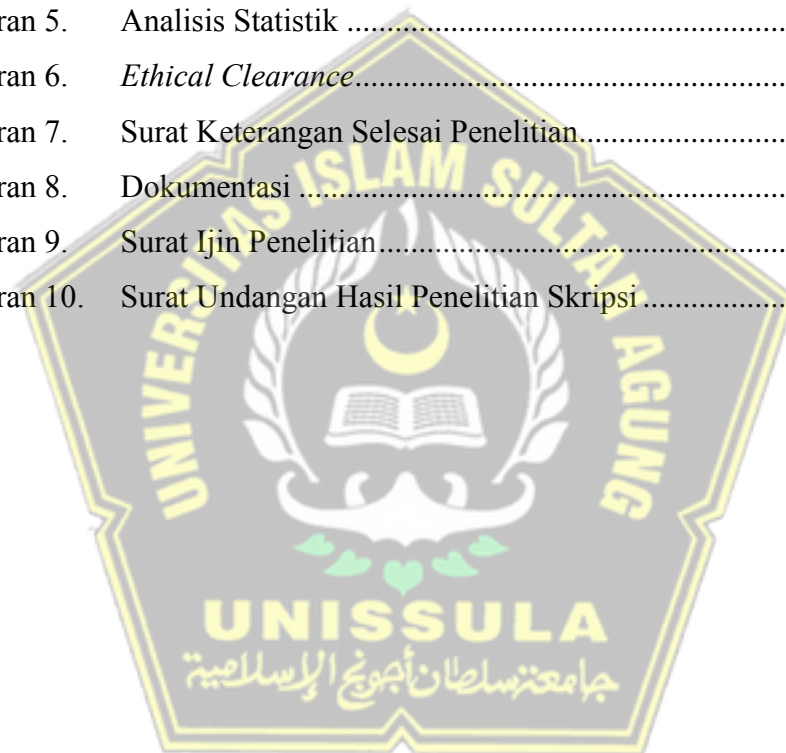 ran 5. Analisis Statistik ..................................................................
ran 6. Ethical Clearance.................................................................
ran 7. Surat Keterangan Selesai Penelitian...............................
ran 8. Dokumentasi .........................................................................
ran 9. Surat Ijin Penelitian..............................................................
ran 10. Surat Undangan Hasil Penelitian Skripsi ...................
UNIVERSITAS ISLAM SULTAN AGUNG
UNISSULA
جامعة سلطان أجونج الإسلامية